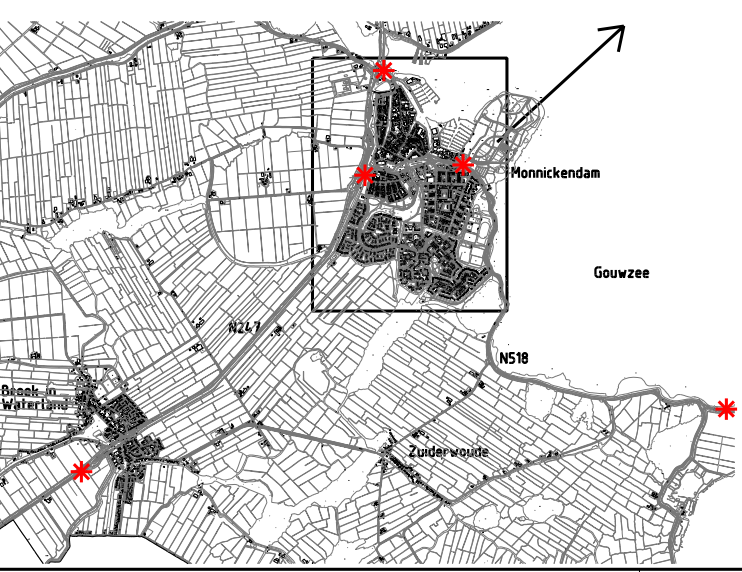 Monnickendam
Gouwzee
N247
N518
Broek in
Waterland
Zuiderwoude